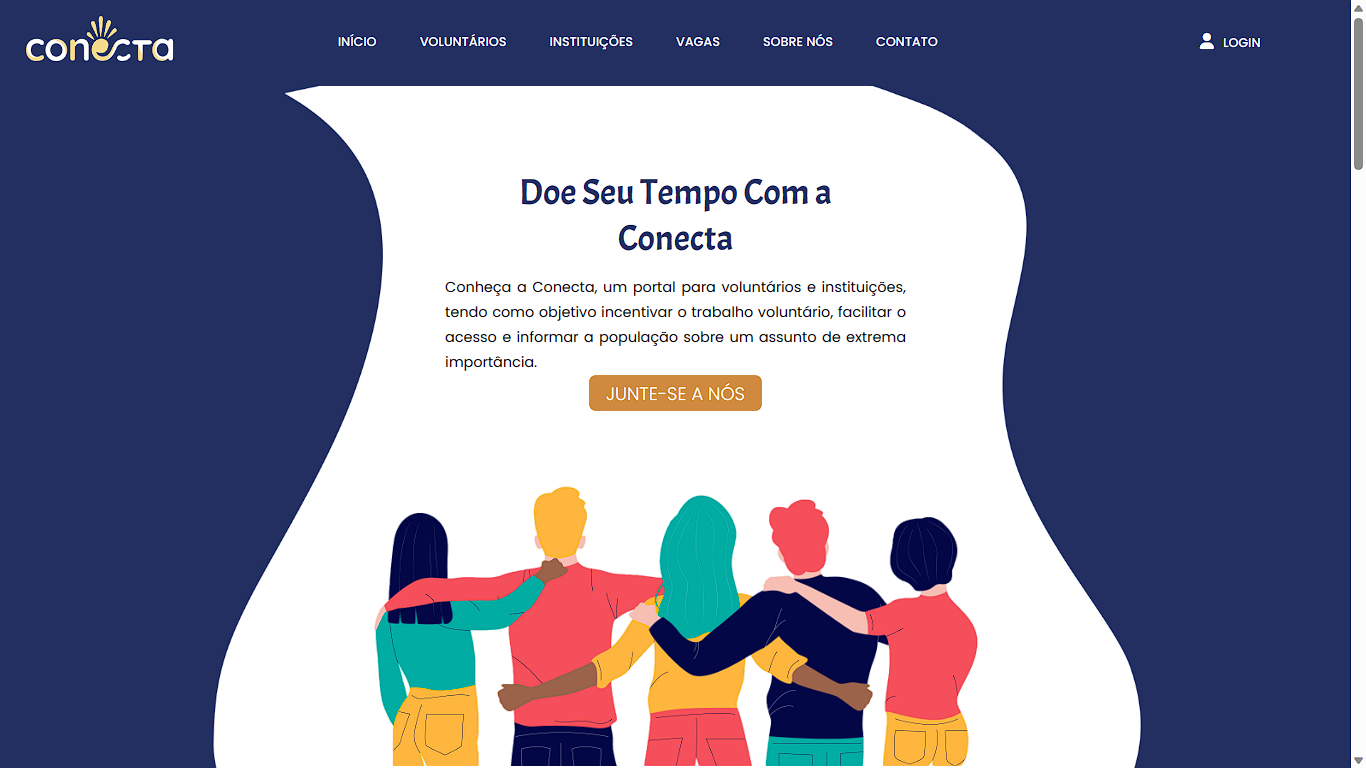 conecta
INÍCIO
VOLUNTÁRIOS
INSTITUIÇÕES
VAGAS
SOBRE NÓS
CONTATO
LOGIN
Doe Seu Tempo Com a
Conecta
Conheça a Conecta, um portal para voluntários e instituições,
tendo como objetivo incentivar o trabalho voluntário, facilitar o
acesso e informar a população sobre um assunto de extrema
importância.
JUNTE-SE A NÓS